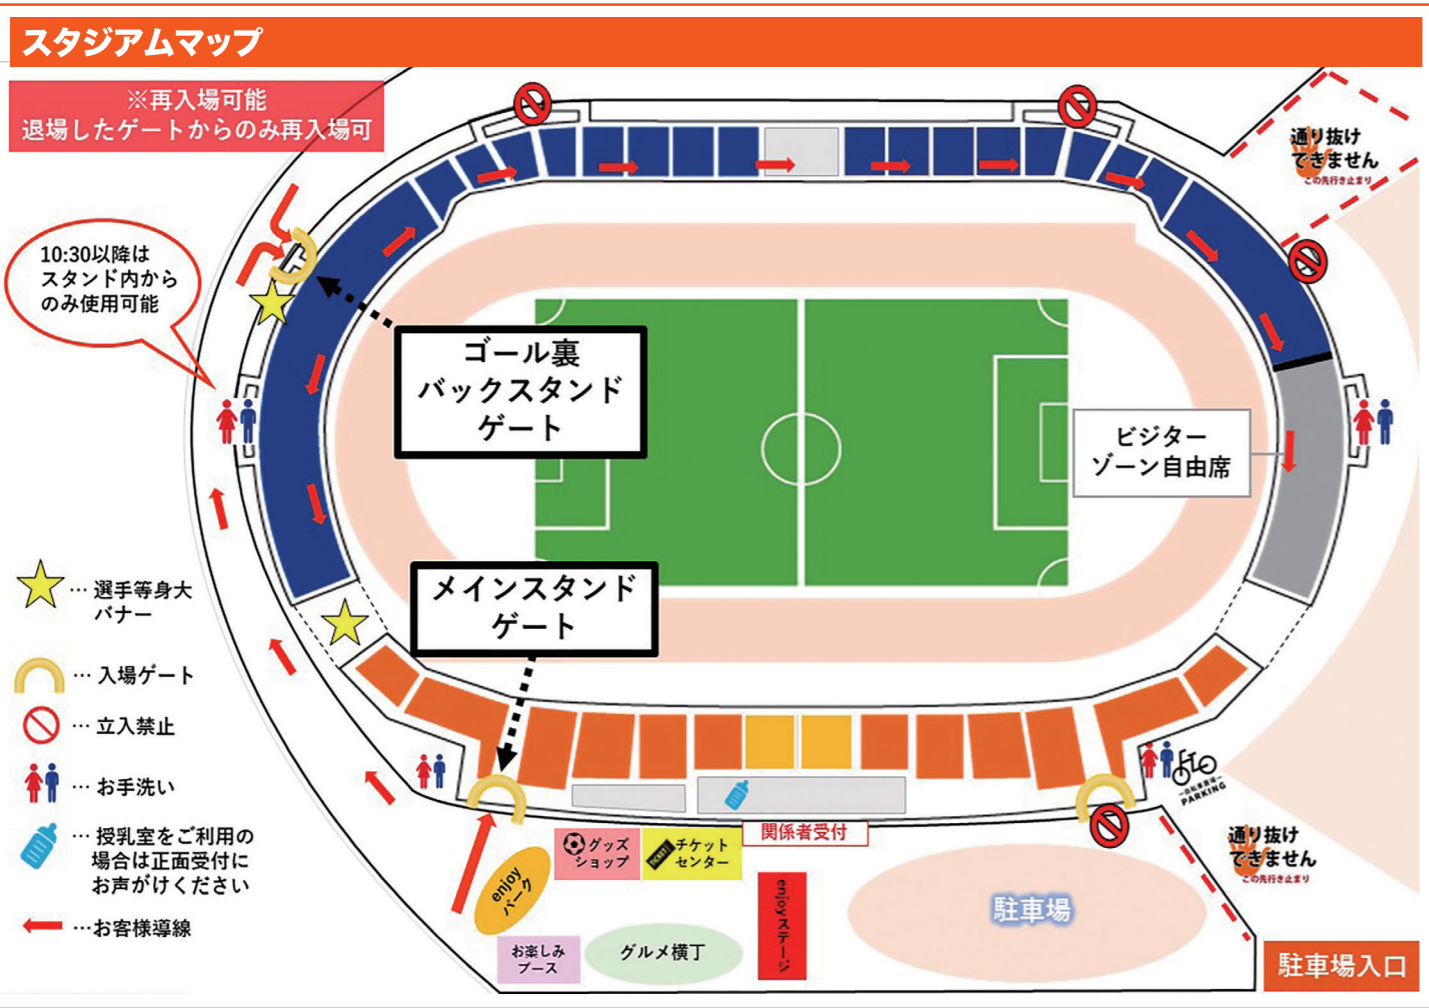 スタジアムマップ
※再入場可能
退場したゲートからのみ再入場可
10:30以降は
スタンド内から
のみ使用可能
通り抜け
できません
この先行き止まり
ゴール裏
バックスタンド
ゲート
ビジター
ゾーン自由席
メインスタンド
ゲート
… 選手等身大
バナー
… 入場ゲート
… 立入禁止
… お手洗い
… 授乳室をご利用の
場合は正面受付に
お声がけください
…お客様導線
自転車置場
PARKING
関係者受付
グッズ
ショップ
TICKET
チケット
センター
enjoy
パーク
enjoyステージ
お楽しみ
ブース
グルメ横丁
駐車場
通り抜け
できません
この先行き止まり
駐車場入口